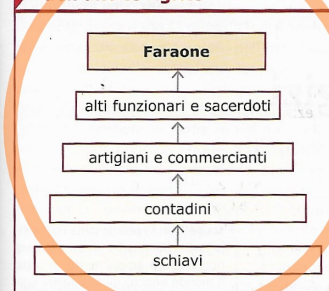 Faraone
alti funzionari e sacerdoti
artigiani e commercianti
contadini
schiavi